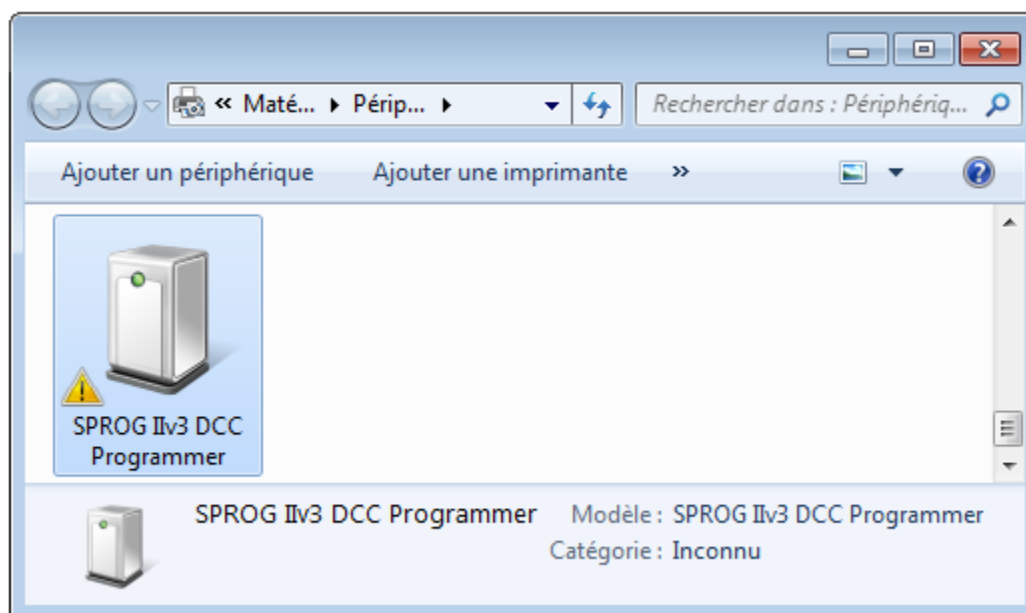 « Maté... Périp...
Rechercher dans : Périphériq...
Ajouter un périphérique Ajouter une imprimante »
SPROG IIv3 DCC
Programmer
SPROG IIv3 DCC Programmer Modèle : SPROG IIv3 DCC Programmer
Catégorie : Inconnu